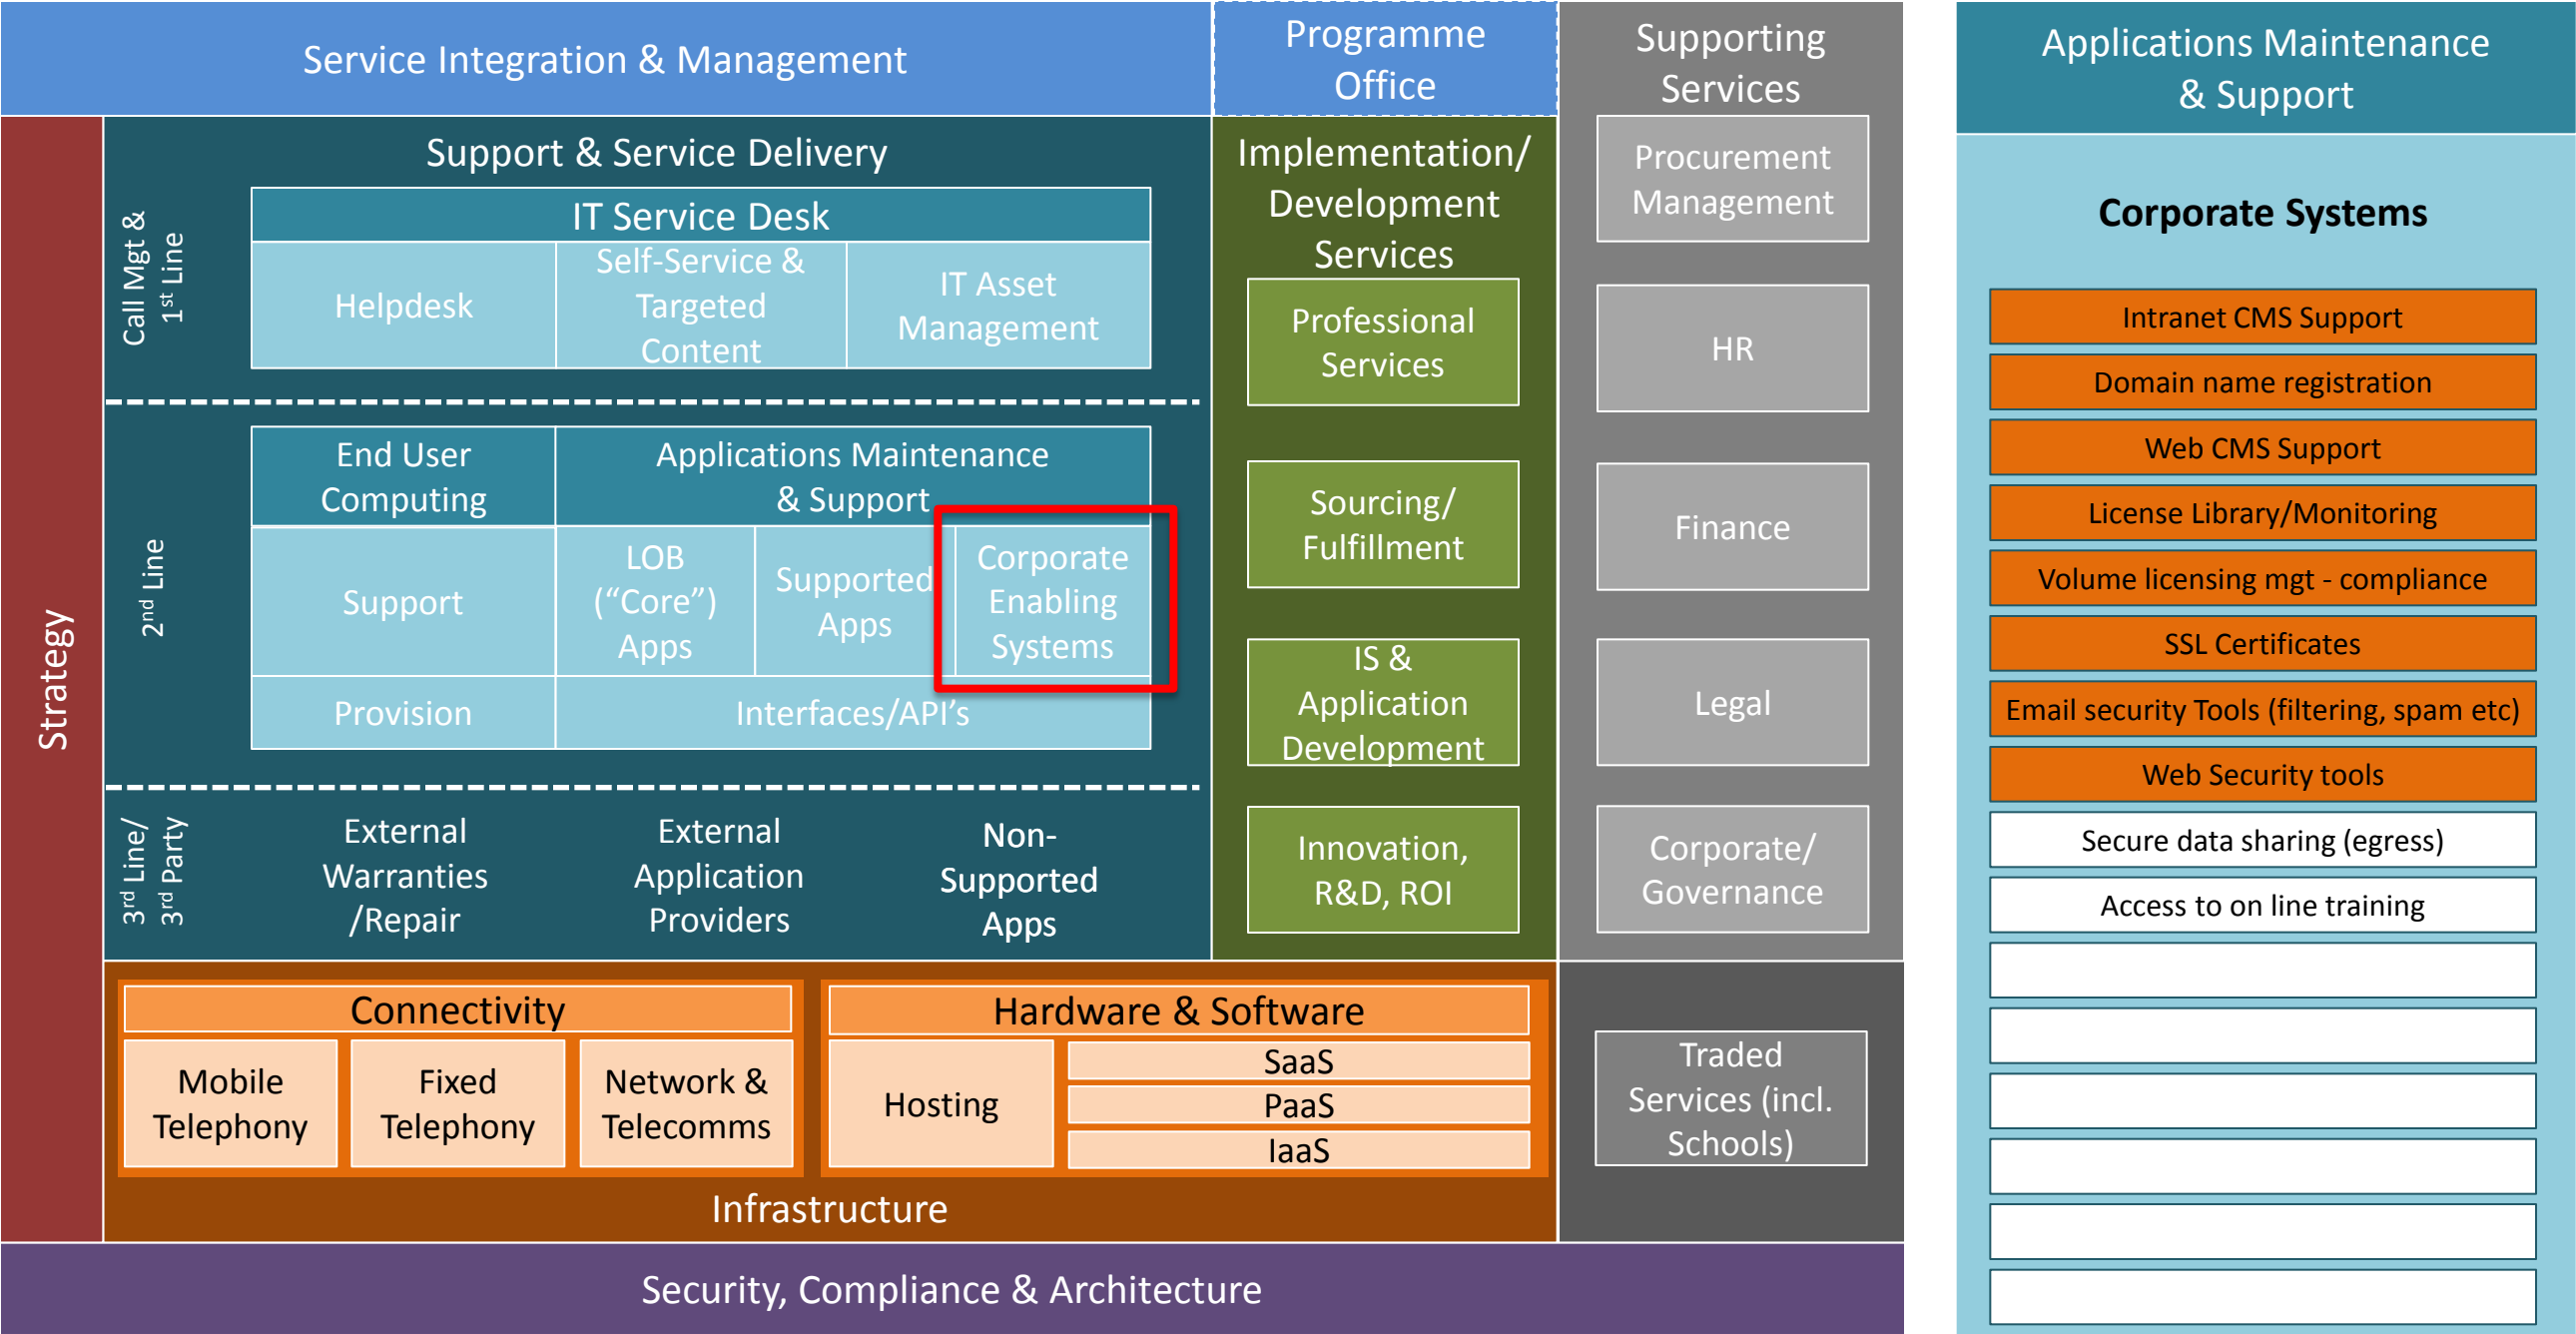 Service Integration & Management
Programme
Office
Supporting
Services
Strategy
Support & Service Delivery
Call Mgt &
1st Line
IT Service Desk
Helpdesk
Self-Service &
Targeted
Content
IT Asset
Management
2nd Line
End User
Computing
Applications Maintenance
& Support
Support
LOB
(“Core”)
Apps
Supported
Apps
Corporate
Enabling
Systems
Provision
Interfaces/API’s
3rd Line/
3rd Party
External
Warranties
/Repair
External
Application
Providers
Non-
Supported
Apps
Implementation/
Development
Services
Professional
Services
Sourcing/
Fulfillment
IS &
Application
Development
Innovation,
R&D, ROI
Procurement
Management
HR
Finance
Legal
Corporate/
Governance
Connectivity
Mobile
Telephony
Fixed
Telephony
Network &
Telecomms
Hardware & Software
Hosting
SaaS
PaaS
IaaS
Infrastructure
Traded
Services (incl.
Schools)
Security, Compliance & Architecture
Applications Maintenance
& Support
Corporate Systems
Intranet CMS Support
Domain name registration
Web CMS Support
License Library/Monitoring
Volume licensing mgt - compliance
SSL Certificates
Email security Tools (filtering, spam etc)
Web Security tools
Secure data sharing (egress)
Access to on line training